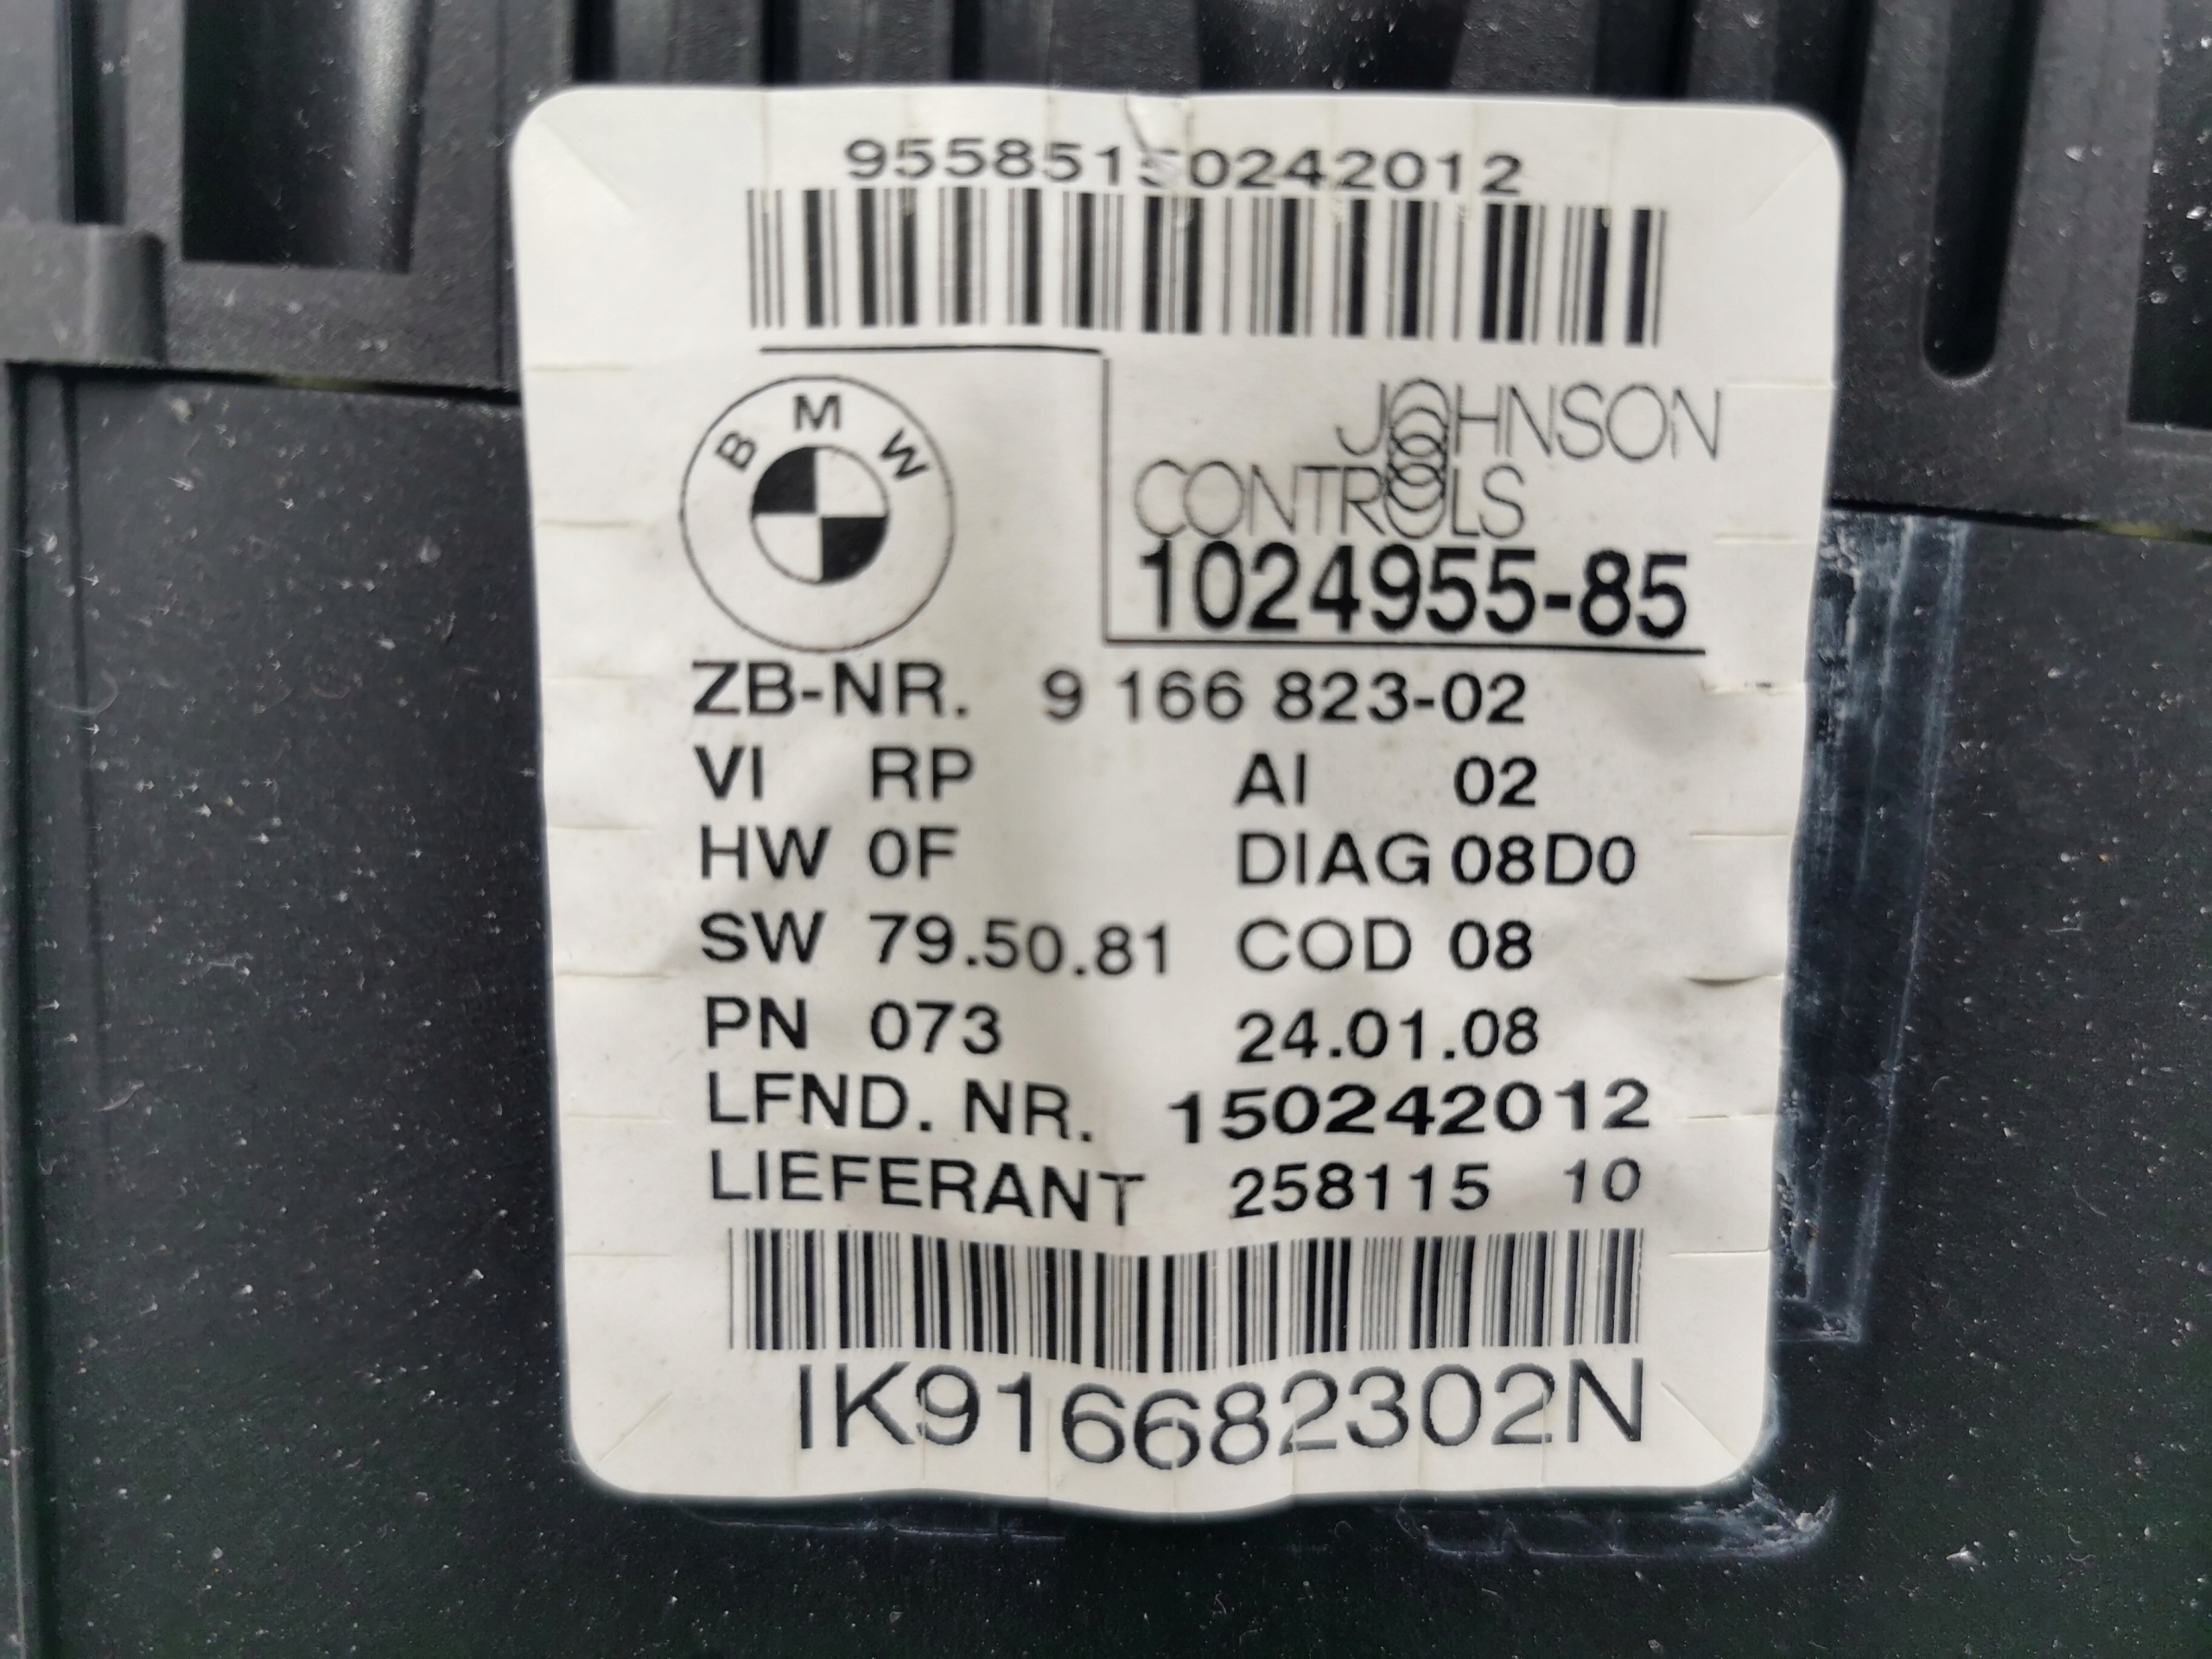 955851150242012
BMW
JOHNSON
CONTROLS
1024955-85
ZB-NR. 9 166 823-02
VI RP AI 02
HW 0F DIAG 08D0
SW 79.50.81 COD 08
PN 073 24.01.08
LFND. NR. 150242012
LIEFERANT 258115 10
IK916682302N